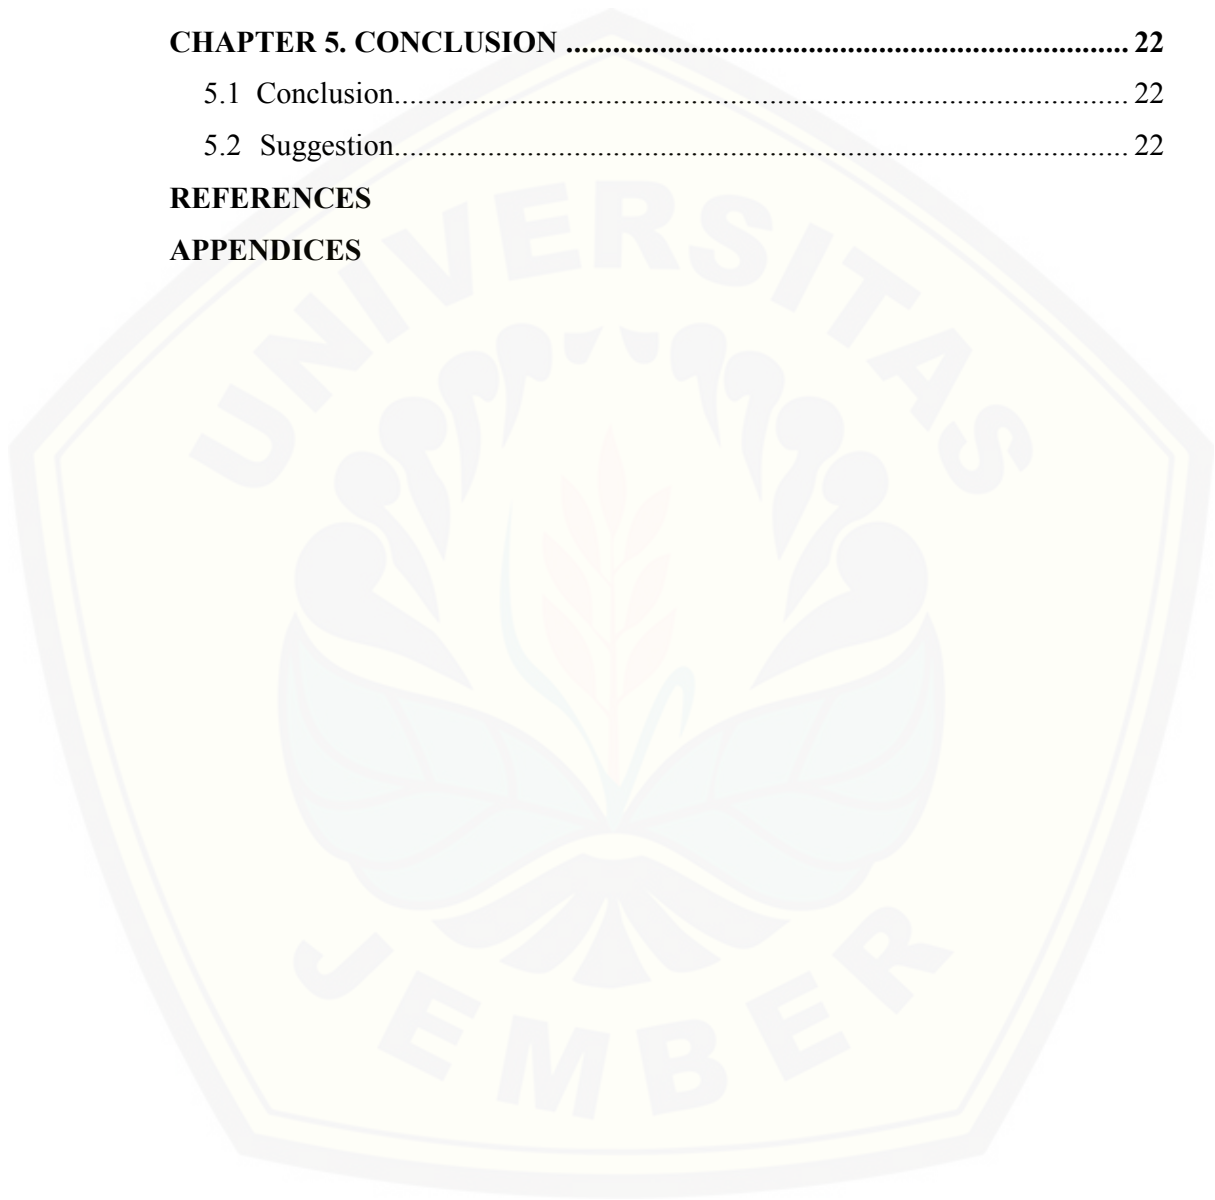 CHAPTER 5. CONCLUSION ......................................................................... 22
5.1 Conclusion............................................................................................... 22
5.2 Suggestion............................................................................................... 22
REFERENCES
APPENDICES
UNIVERSITAS
JEMBER